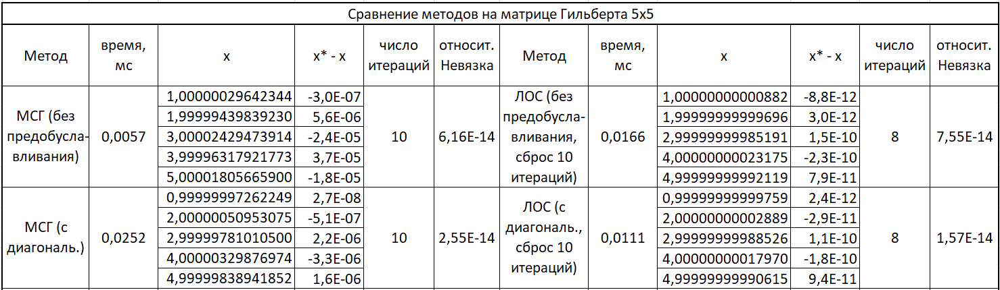 Сравнение методов на матрице Гильберта 5x5
Метод
время,
мс
x
x* - x
число
итераций
относит.
Невязка
Метод
время,
мс
x
x* - x
число
итераций
относит.
Невязка
МСГ (без
предобусла-
вливания)
0,0057
1,00000029642344 -3,0E-07
1,99999439839230 5,6E-06
3,00002429473914 -2,4E-05
3,99996317921773 3,7E-05
5,00001805665900 -1,8E-05
10
6,16E-14
ЛОС (без
предобусла-
вливания,
сброс 10
итераций)
0,0166
1,00000000000882 -8,8E-12
1,99999999999696 3,0E-12
2,99999999985191 1,5E-10
4,00000000023175 -2,3E-10
4,99999999992119 7,9E-11
8
7,55E-14
МСГ (с
диагональ.)
0,0252
0,99999997262249 2,7E-08
2,00000050953075 -5,1E-07
2,99999781010500 2,2E-06
4,00000329876974 -3,3E-06
4,99999838941852 1,6E-06
10
2,55E-14
ЛОС (с
диагональ.,
сброс 10
итераций)
0,0111
0,99999999999759 2,4E-12
2,00000000002889 -2,9E-11
2,99999999988526 1,1E-10
4,00000000017970 -1,8E-10
4,99999999990615 9,4E-11
8
1,57E-14